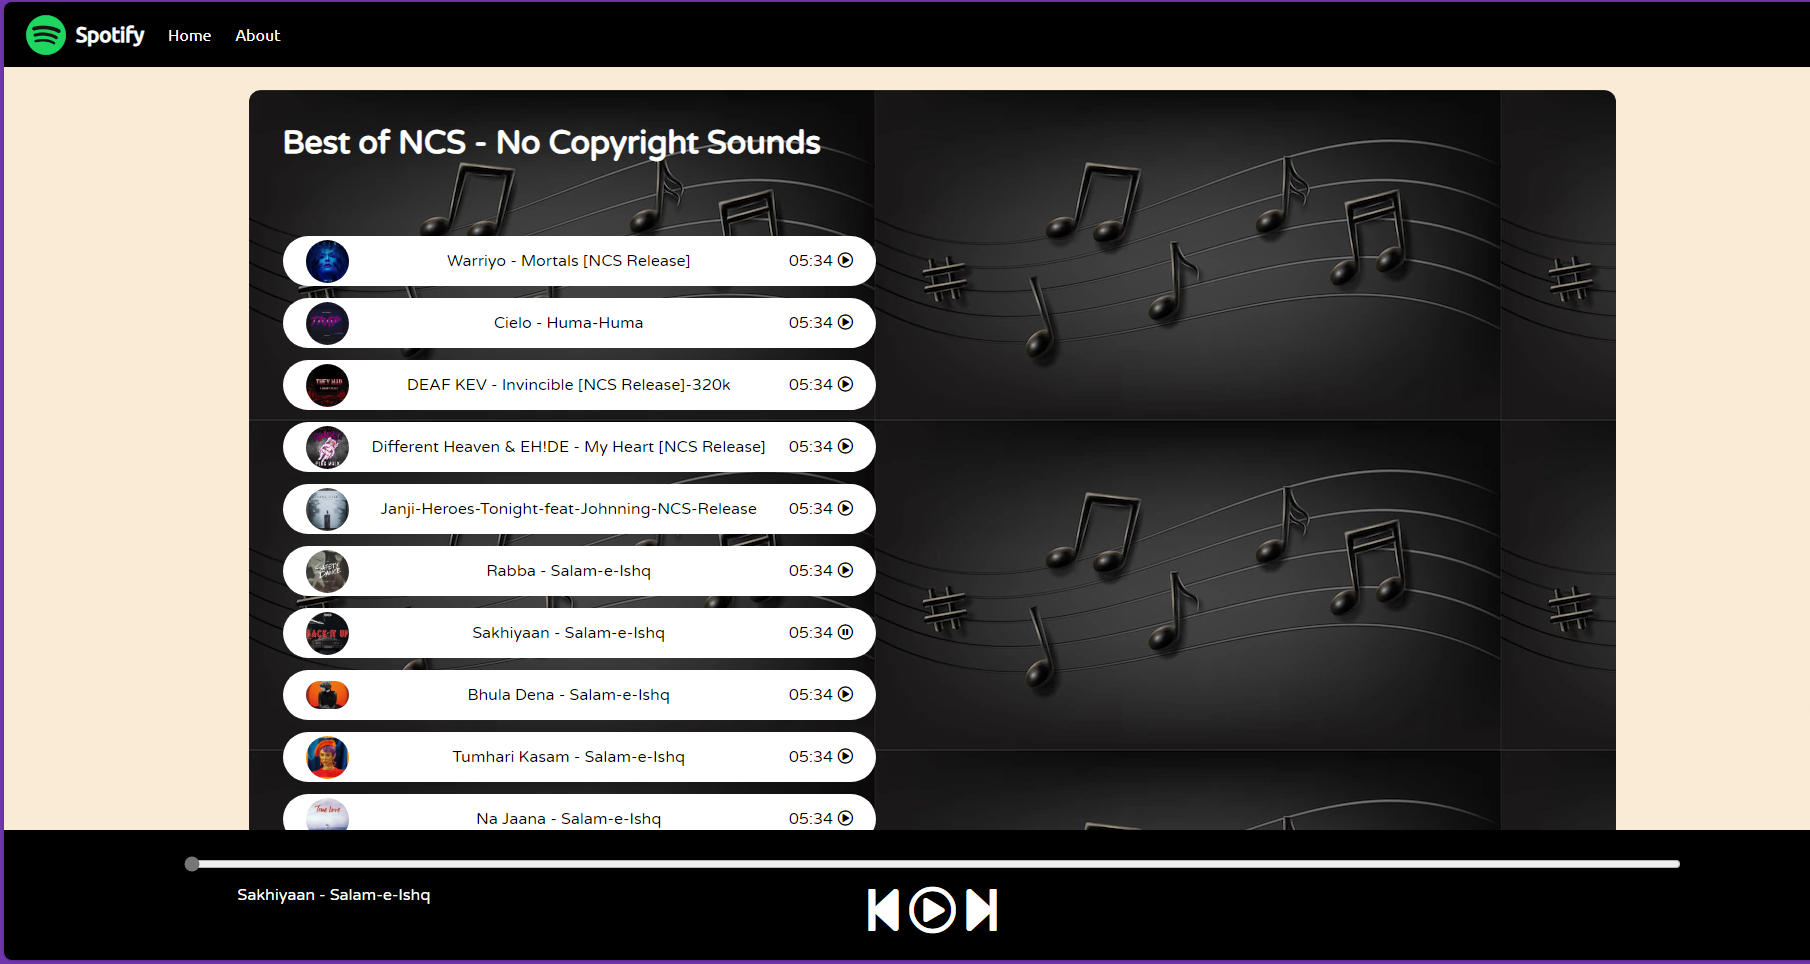 Spotify Home About
Best of NCS - No Copyright Sounds
Warriyo - Mortals [NCS Release] 05:34
Cielo - Huma-Huma 05:34
DEAF KEV - Invincible [NCS Release]-320k 05:34
Different Heaven & EH!DE - My Heart [NCS Release] 05:34
Janji-Heroes-Tonight-feat-Johnning-NCS-Release 05:34
Rabba - Salam-e-Ishq 05:34
Sakhiyaan - Salam-e-Ishq 05:34
Bhula Dena - Salam-e-Ishq 05:34
Tumhari Kasam - Salam-e-Ishq 05:34
Na Jaana - Salam-e-Ishq 05:34
Sakhiyaan - Salam-e-Ishq